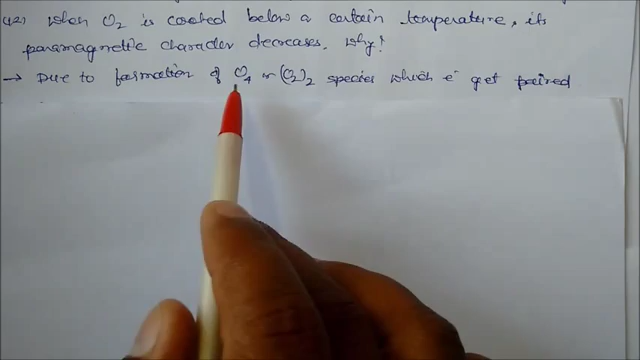 42) When O₂ is cooled below a certain temperature, its
paramagnetic character decreases. Why?
→ Due to formation of O₄ or (O₂)₂ species which e⁻ get paired